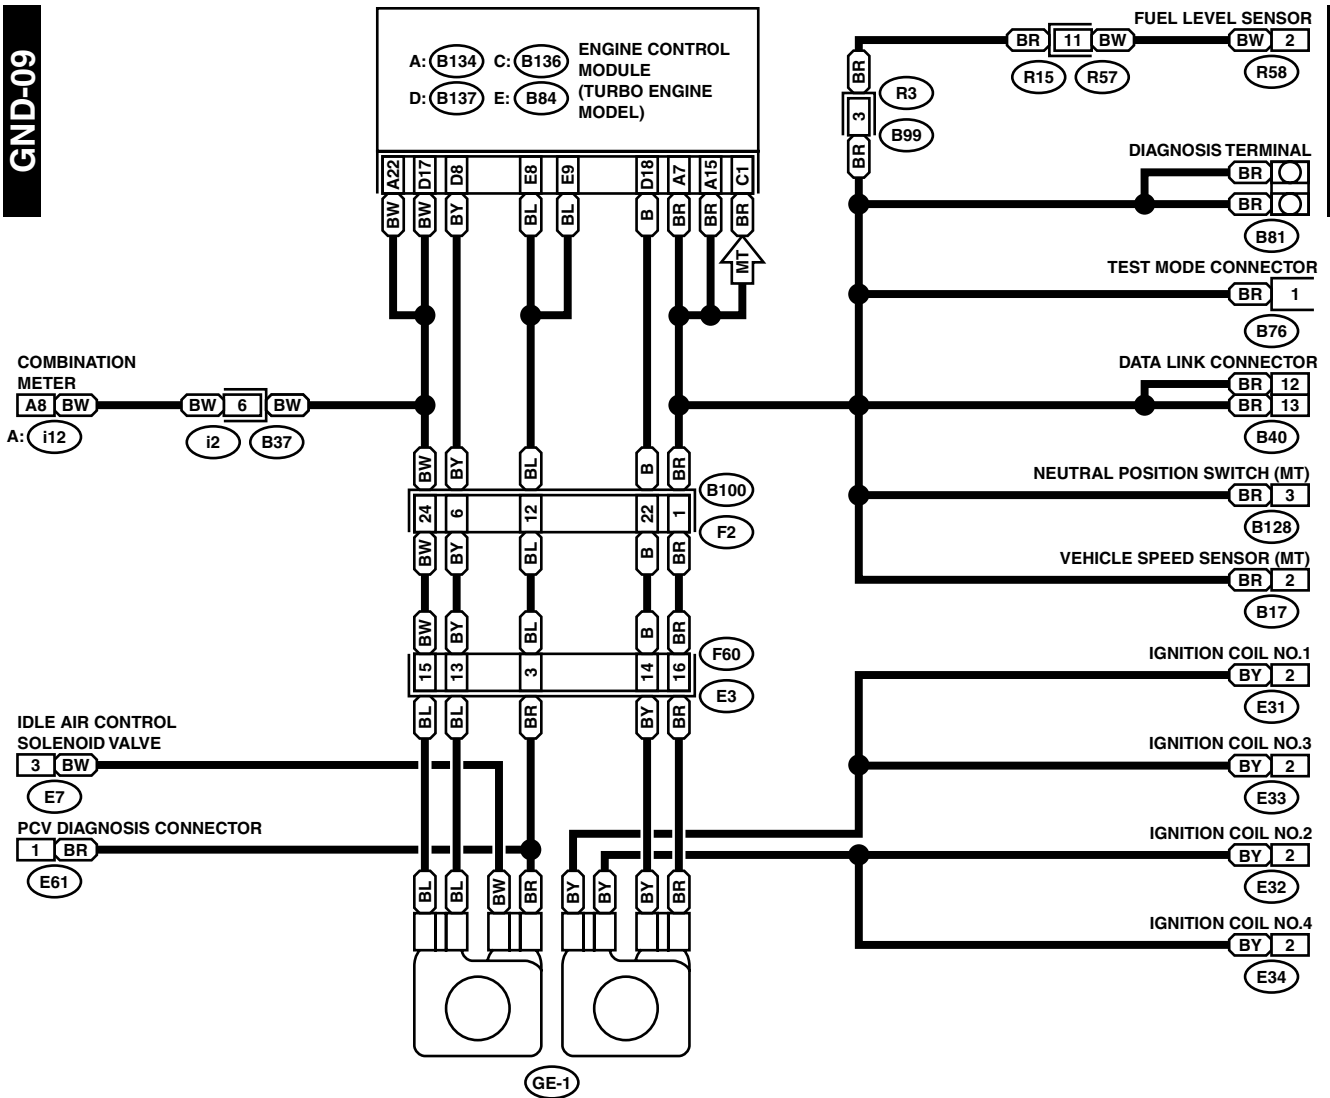 GND-09
A: B134 C: B136
D: B137 E: B84
ENGINE CONTROL
MODULE
(TURBO ENGINE
MODEL)
A22 D17 D8 E8 E9 D18 A7 A15 C1
BW BW BY BL BL B BR BR BR
MT
FUEL LEVEL SENSOR
BR 11 BW BW 2
R15 R57 R58
BR
3
R3
B99
BR
DIAGNOSIS TERMINAL
BR
BR
B81
TEST MODE CONNECTOR
BR 1
B76
COMBINATION
METER
A8 BW BW 6 BW
A: i12 i2 B37
DATA LINK CONNECTOR
BR 12
BR 13
B40
BW BY BL B BR
B100
24 6 12 22 1
F2
BW BY BL B BR
NEUTRAL POSITION SWITCH (MT)
BR 3
B128
VEHICLE SPEED SENSOR (MT)
BR 2
B17
BW BY BL B BR
F60
15 13 3 14 16
E3
BL BL BR BY BR
IGNITION COIL NO.1
BY 2
E31
IDLE AIR CONTROL
SOLENOID VALVE
3 BW
E7
IGNITION COIL NO.3
BY 2
E33
PCV DIAGNOSIS CONNECTOR
1 BR
E61
IGNITION COIL NO.2
BY 2
E32
BL BL BW BR BY BY BY BR
IGNITION COIL NO.4
BY 2
E34
GE-1